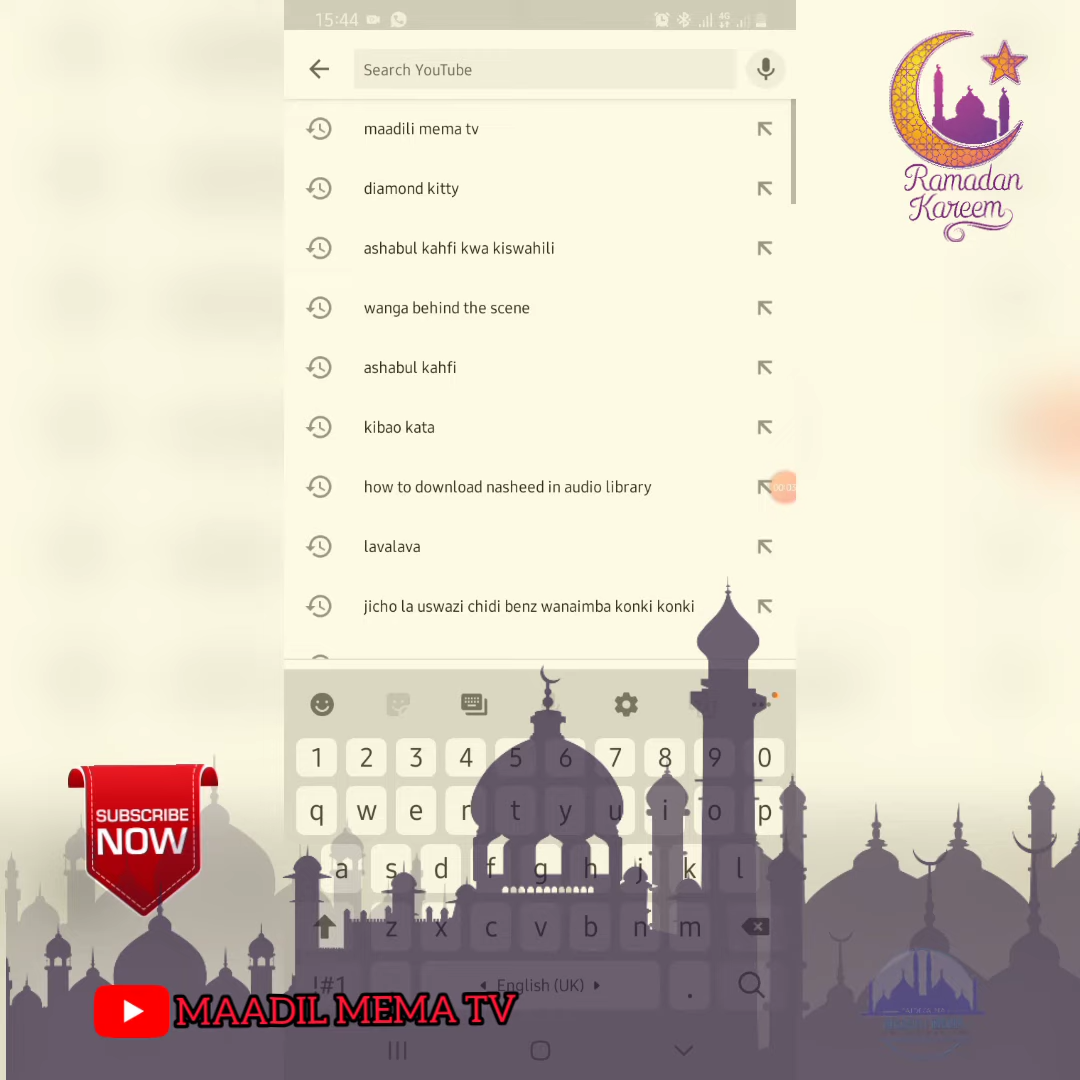 15:44
4G
Search YouTube
maadili mema tv
diamond kitty
ashabul kahfi kwa kiswahili
wanga behind the scene
ashabul kahfi
kibao kata
how to download nasheed in audio library
00:03
lavalava
jicho la uswazi chidi benz wanaimba konki konki
Ramadan
Kareem
1 2 3 4 5 6 7 8 9 0
q w e r t y u i o p
a s d f g h j k l
z x c v b n m
!#1 English (UK) .
SUBSCRIBE
NOW
MAADIL MEMA TV